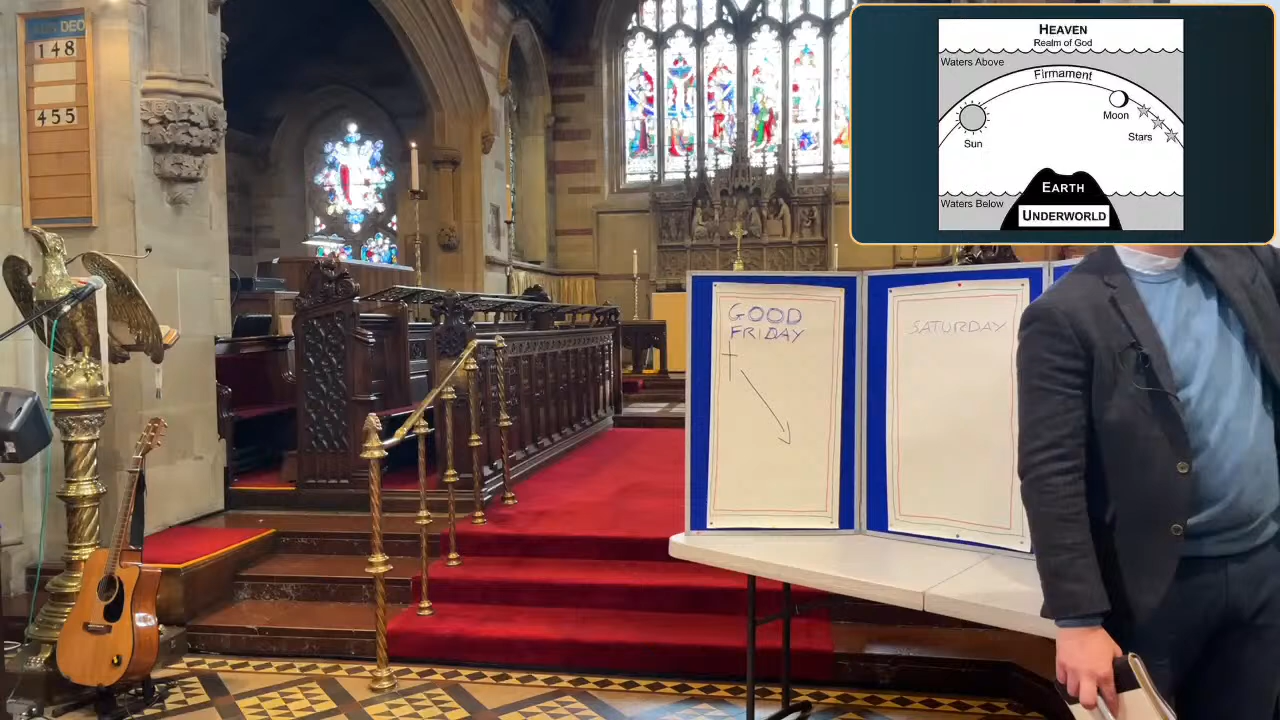 148
455
GOOD
FRIDAY
SATURDAY
HEAVEN
Realm of God
Waters Above
Firmament
Moon
Stars
Sun
EARTH
Waters Below
UNDERWORLD